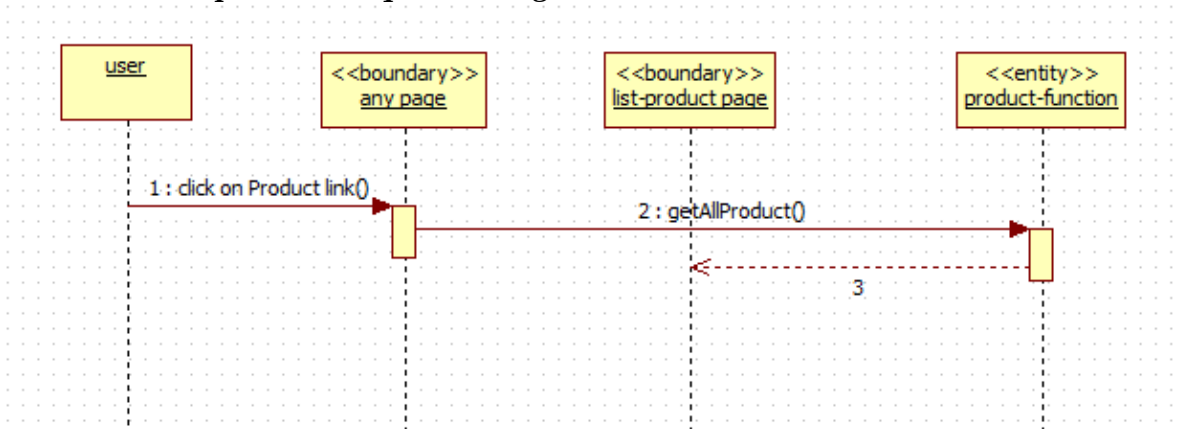 user
<<boundary>>
any page
<<boundary>>
list-product page
<<entity>>
product-function
1 : click on Product link()
2 : getAllProduct()
3